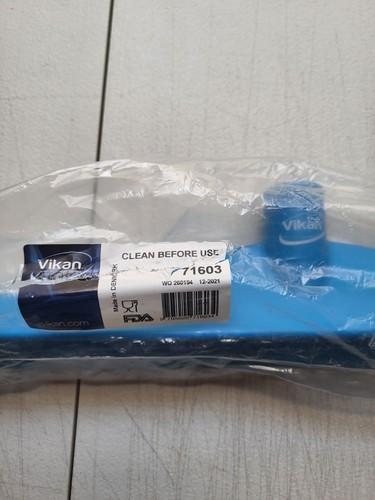 Vikan
CLEAN BEFORE USE
71603
Made in DENMARK
WO 260194 12-2021
FDA
vikan.com
Vikan